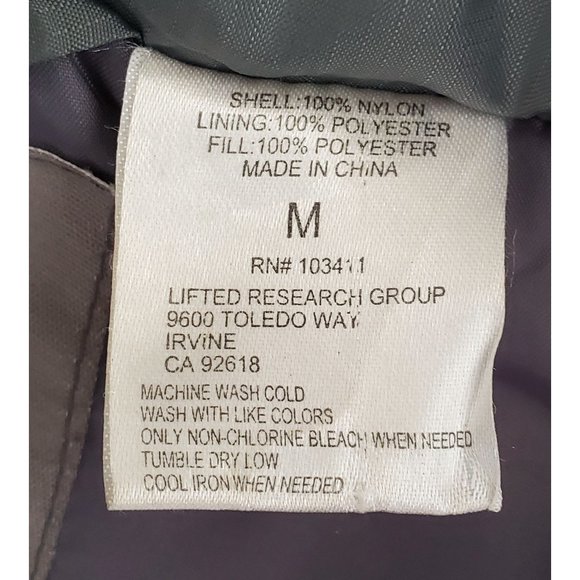 SHELL:100% NYLON
LINING:100% POLYESTER
FILL:100% POLYESTER
MADE IN CHINA
M
RN# 103411
LIFTED RESEARCH GROUP
9600 TOLEDO WAY
IRVINE
CA 92618
MACHINE WASH COLD
WASH WITH LIKE COLORS
ONLY NON-CHLORINE BLEACH WHEN NEEDED
TUMBLE DRY LOW
COOL IRON WHEN NEEDED